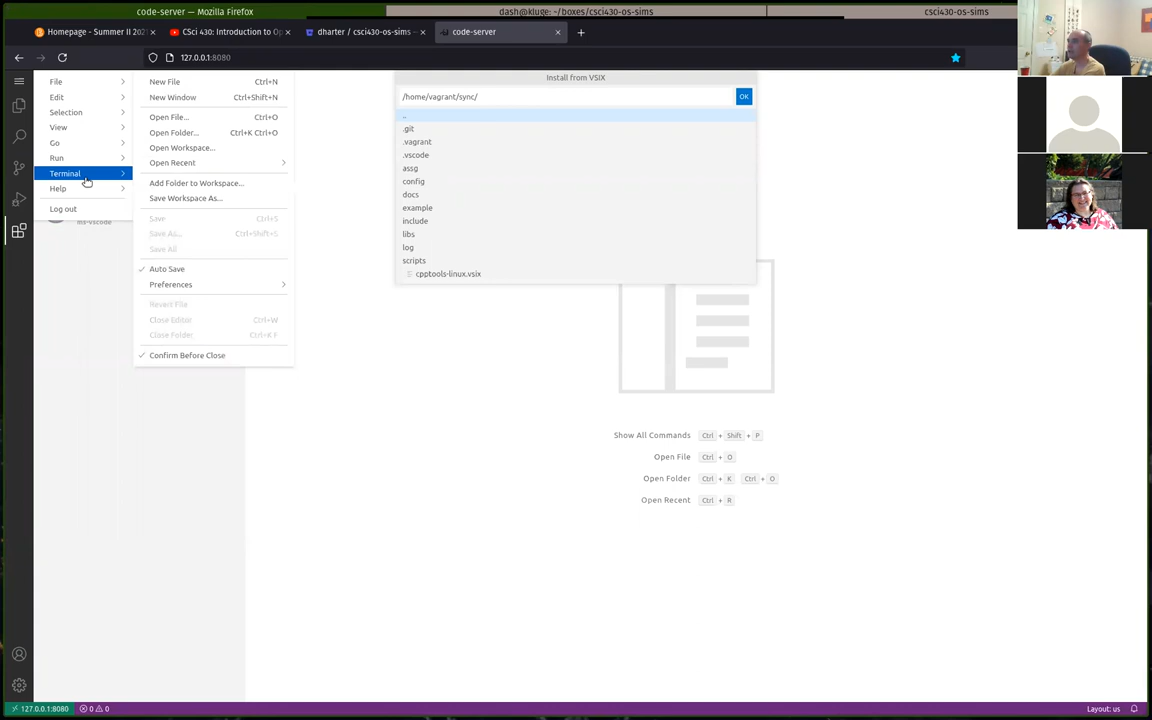 code-server — Mozilla Firefox
dash@kluge: ~/boxes/csci430-os-sims
csci430-os-sims
Homepage - Summer II 202
CSci 430: Introduction to Op
dharter / csci430-os-sims —
code-server
127.0.0.1:8080
File
Edit
Selection
View
Go
Run
Terminal
Help
Log out
ms-vscode
New File Ctrl+N
New Window Ctrl+Shift+N
Open File... Ctrl+O
Open Folder... Ctrl+K Ctrl+O
Open Workspace...
Open Recent
Add Folder to Workspace...
Save Workspace As...
Save Ctrl+S
Save As... Ctrl+Shift+S
Save All
Auto Save
Preferences
Revert File
Close Editor Ctrl+W
Close Folder Ctrl+K F
Confirm Before Close
Install from VSIX
/home/vagrant/sync/
OK
..
.git
.vagrant
.vscode
assg
config
docs
example
include
libs
log
scripts
cpptools-linux.vsix
Show All Commands Ctrl + Shift + P
Open File Ctrl + O
Open Folder Ctrl + K Ctrl + O
Open Recent Ctrl + R
127.0.0.1:8080 0 0
Layout: us